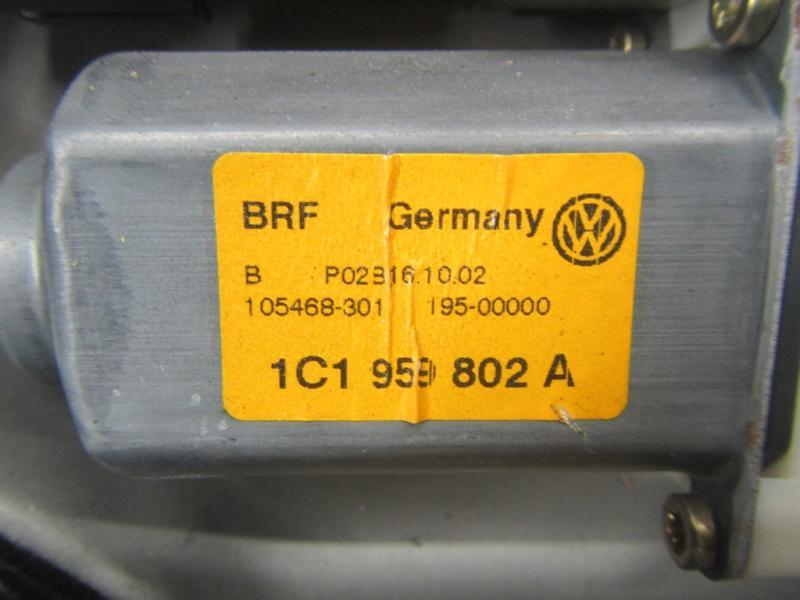 BRF Germany
B P02B16.10.02
105468-301 195-00000
1C1 959 802 A